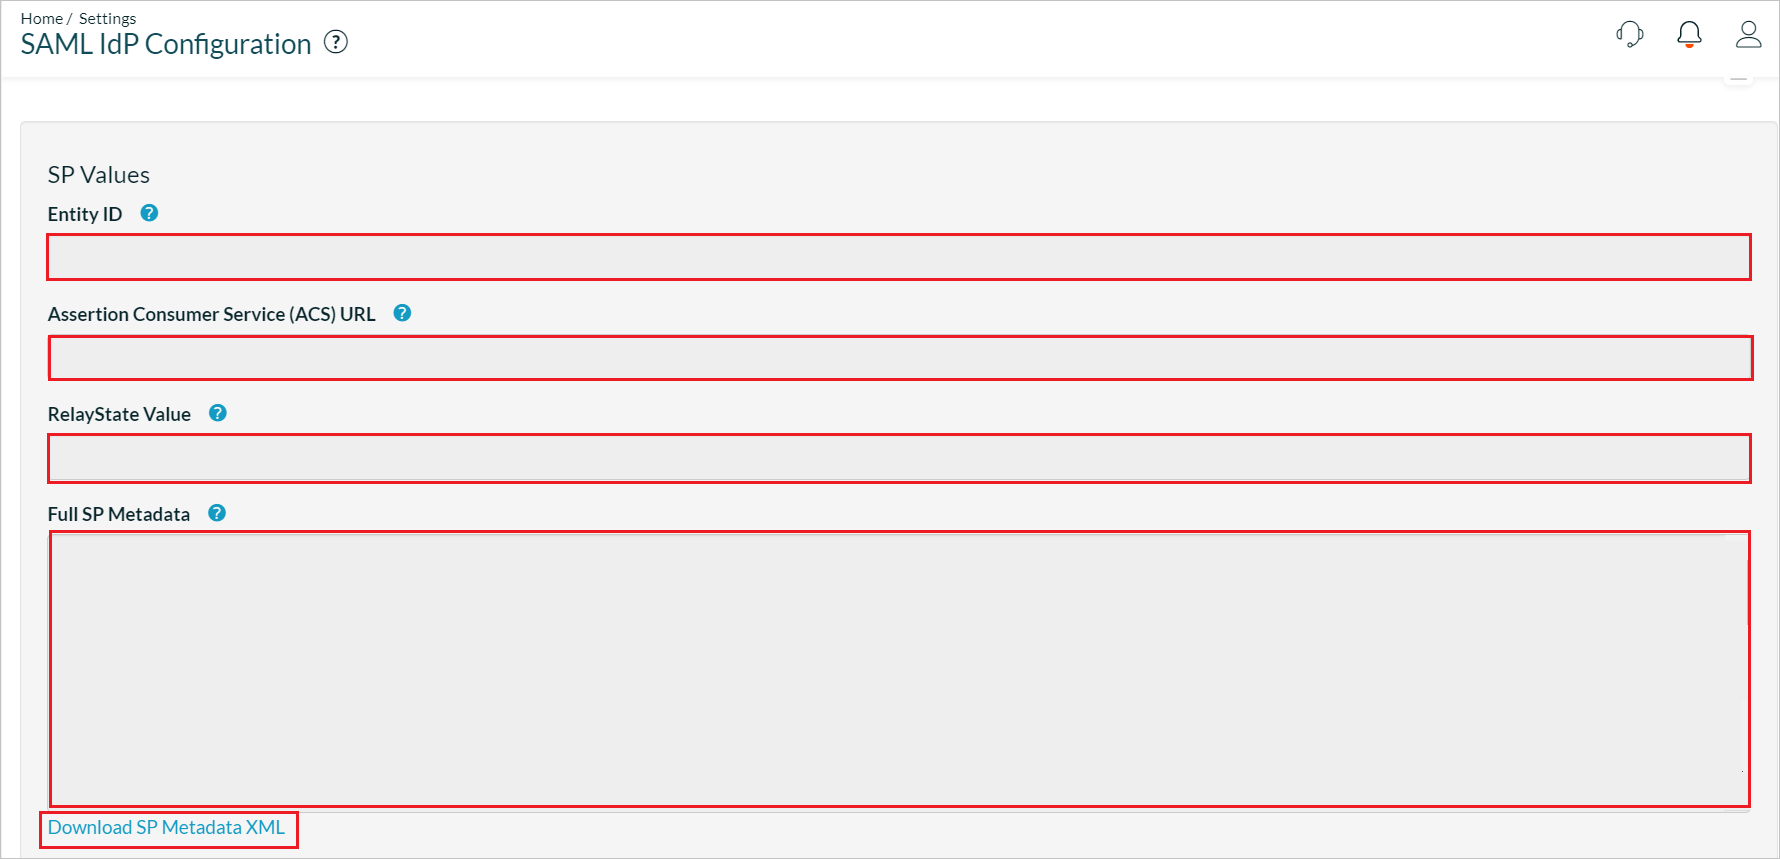 Home / Settings
SAML IdP Configuration ?
SP Values
Entity ID ?
Assertion Consumer Service (ACS) URL ?
RelayState Value ?
Full SP Metadata ?
Download SP Metadata XML